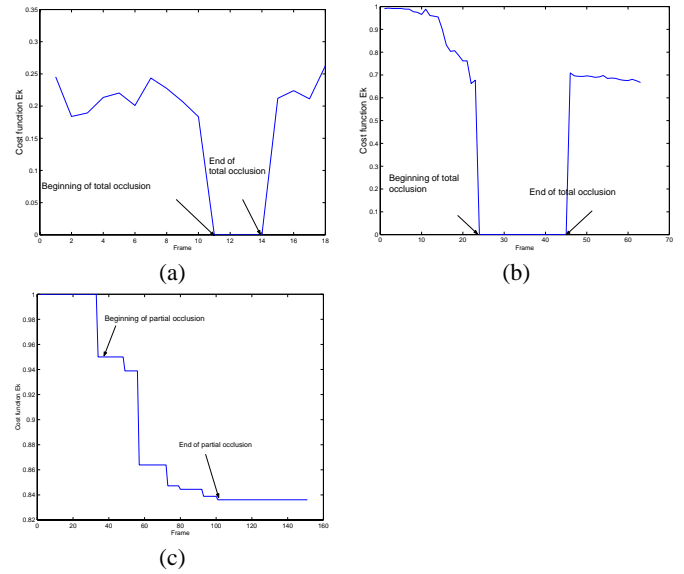 0.35
0.3
0.25
0.2
0.15
0.1
0.05
0
Cost function Ek
Beginning of total occlusion
End of
total occlusion
0 2 4 6 8 10 12 14 16 18
Frame
(a)
1
0.9
0.8
0.7
0.6
0.5
0.4
0.3
0.2
0.1
0
Cost function Ek
Beginning of total
occlusion
End of total occlusion
0 10 20 30 40 50 60 70
Frame
(b)
1
0.98
0.96
0.94
0.92
0.9
0.88
0.86
0.84
0.82
Cost function Ek
Beginning of partial occlusion
End of partial occlusion
0 20 40 60 80 100 120 140 160
Frame
(c)